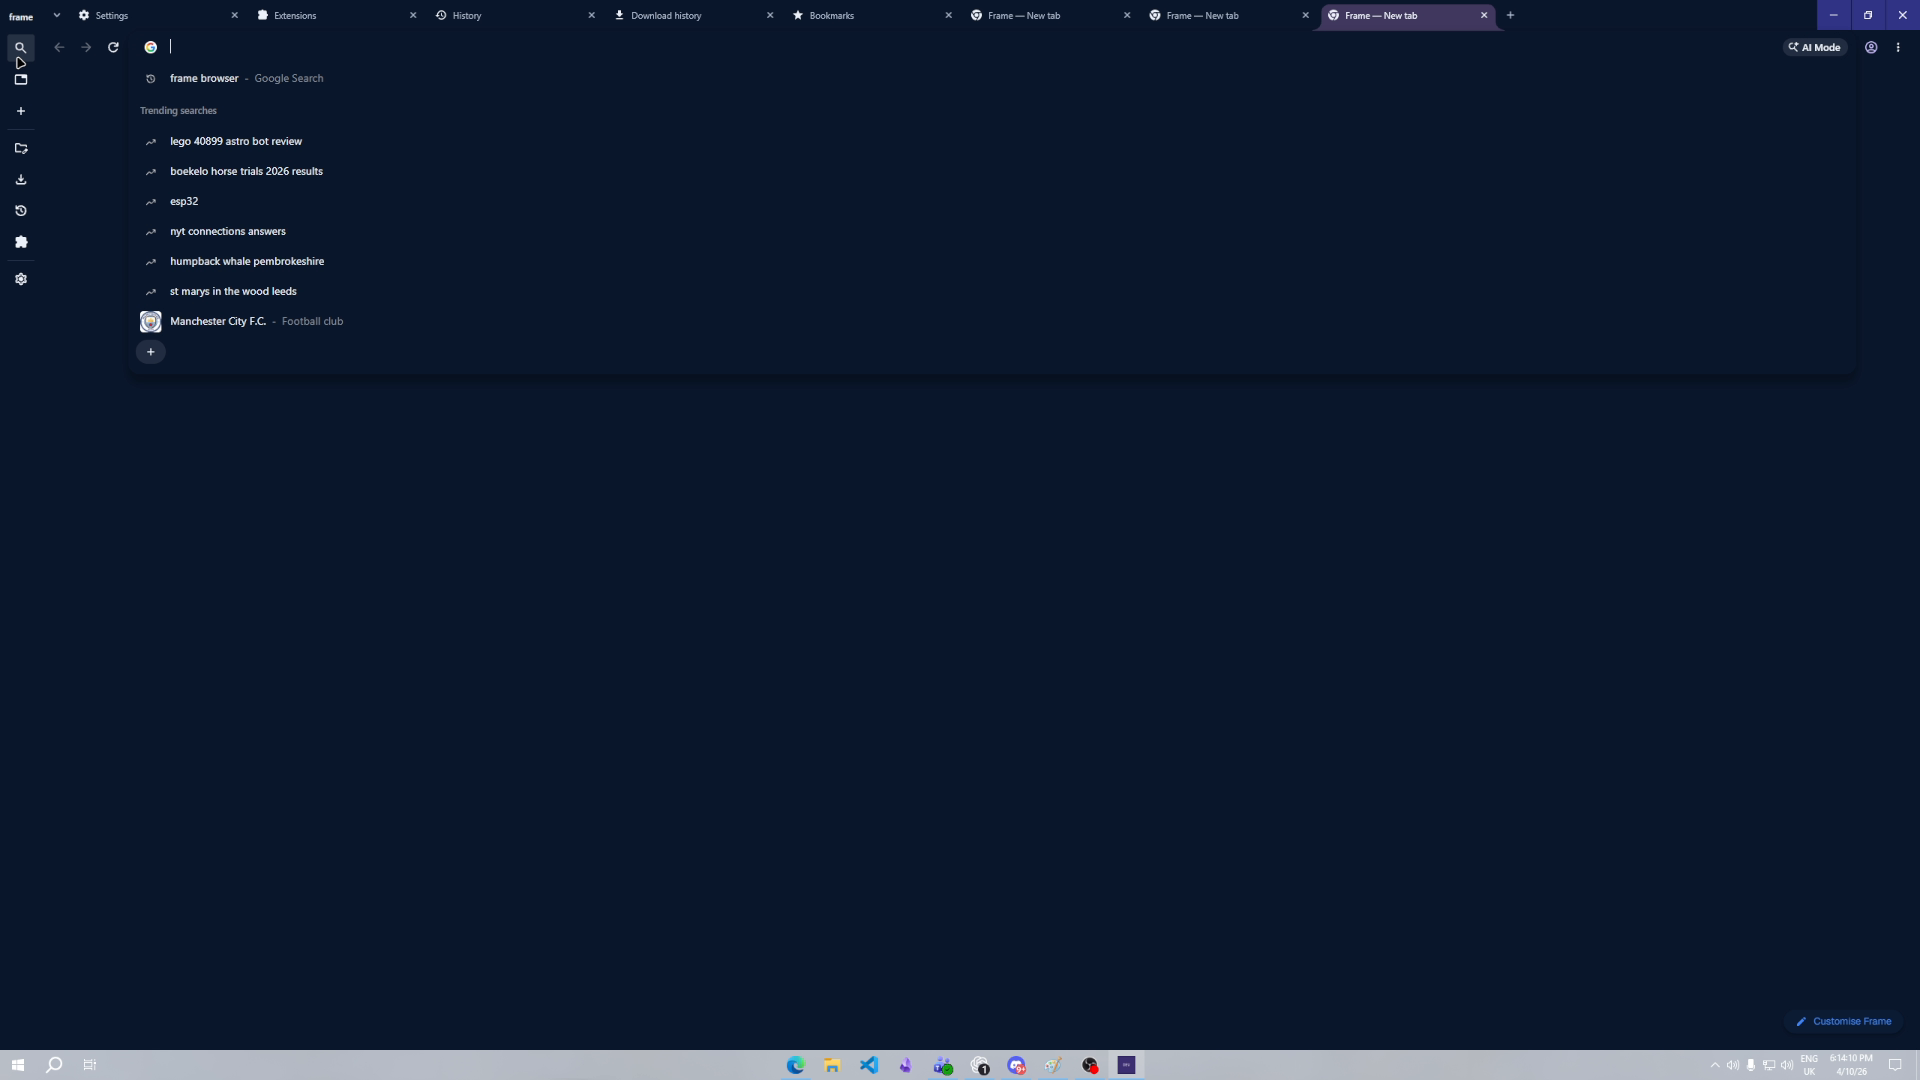 frame
Settings
Extensions
History
Download history
Bookmarks
Frame — New tab
Frame — New tab
Frame — New tab
AI Mode
frame browser - Google Search
Trending searches
lego 40899 astro bot review
boekelo horse trials 2026 results
esp32
nyt connections answers
humpback whale pembrokeshire
st marys in the wood leeds
Manchester City F.C. - Football club
Customise Frame
1
9+
ENG
UK
6:14:10 PM
4/10/26